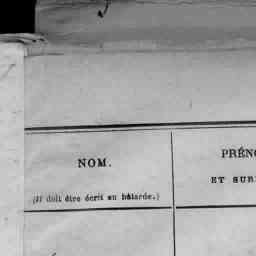 NOM.
(Il doit être écrit en bâtarde.)
PRÉN
ET SUR